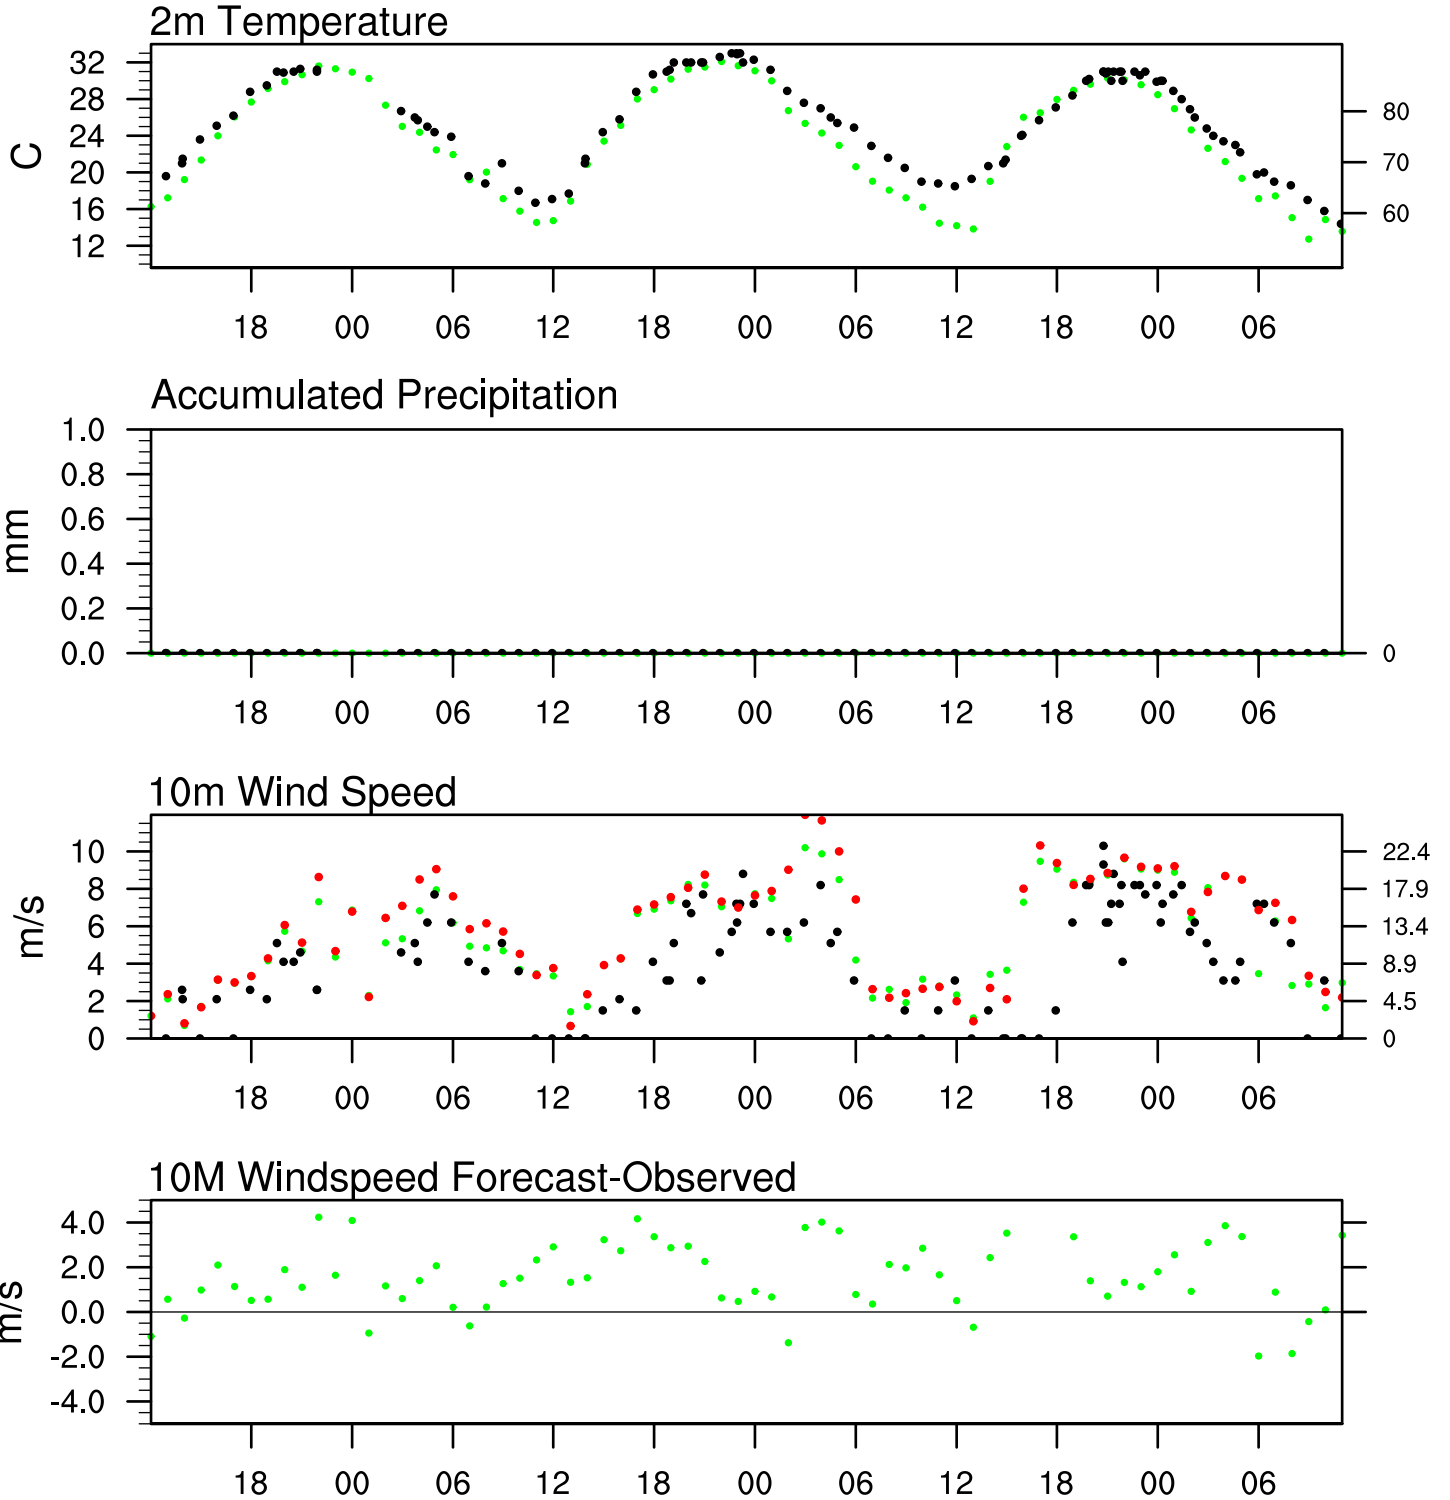 2m Temperature
C
32
28
24
20
16
12
80
70
60
18 00 06 12 18 00 06 12 18 00 06
Accumulated Precipitation
mm
1.0
0.8
0.6
0.4
0.2
0.0
0
18 00 06 12 18 00 06 12 18 00 06
10m Wind Speed
m/s
10
8
6
4
2
0
22.4
17.9
13.4
8.9
4.5
0
18 00 06 12 18 00 06 12 18 00 06
10M Windspeed Forecast-Observed
m/s
4.0
2.0
0.0
-2.0
-4.0
18 00 06 12 18 00 06 12 18 00 06